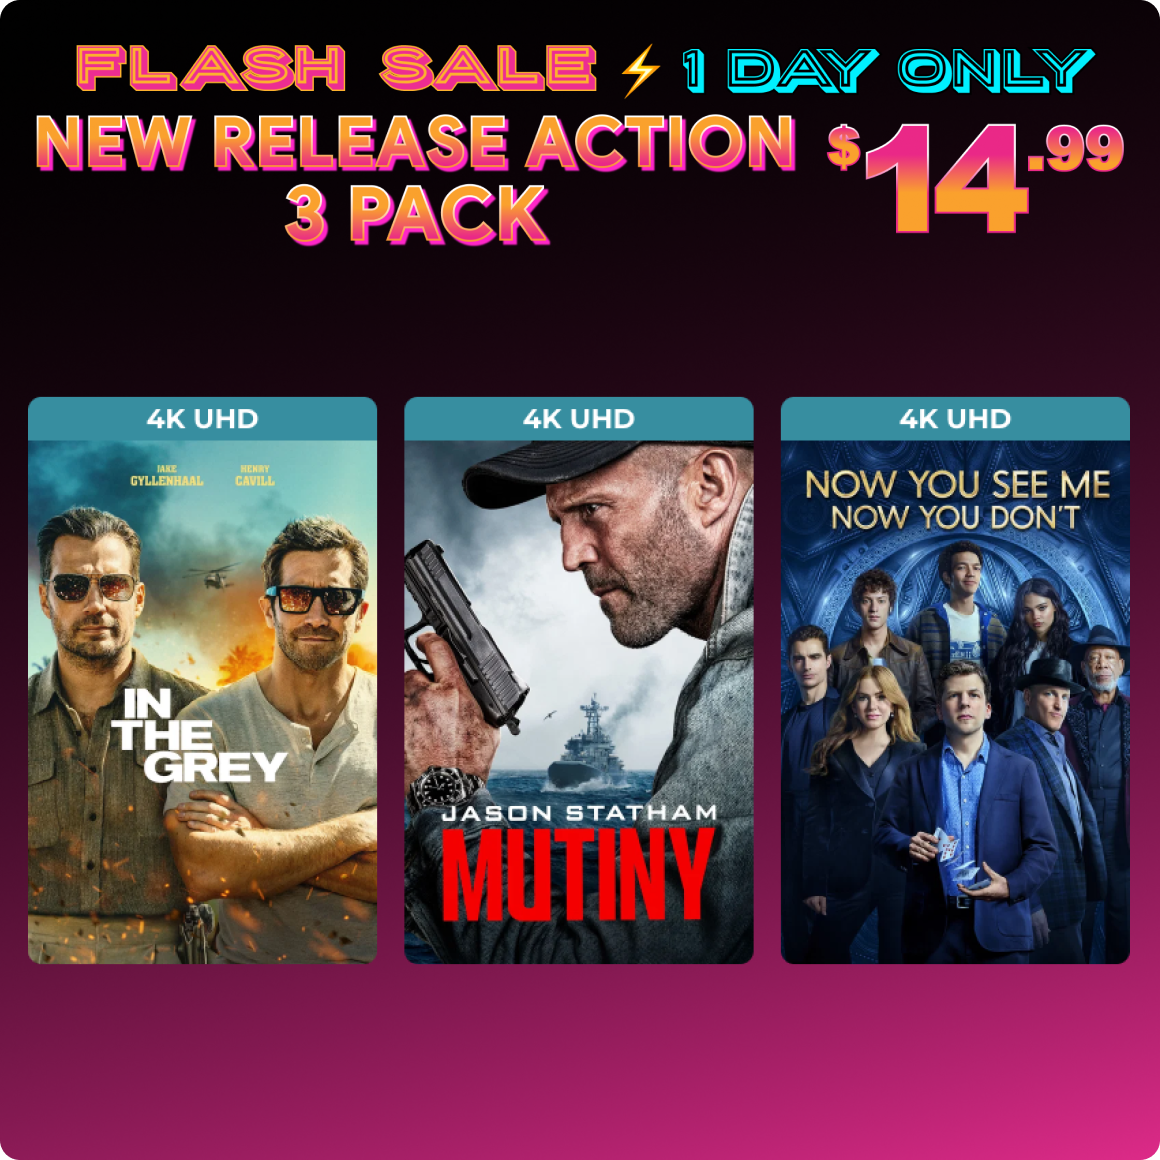 FLASH SALE ⚡ 1 DAY ONLY
NEW RELEASE ACTION
3 PACK
$14.99
4K UHD
JAKE GYLLENHAAL
HENRY CAVILL
IN
THE
GREY
4K UHD
JASON STATHAM
MUTINY
4K UHD
NOW YOU SEE ME
NOW YOU DON'T